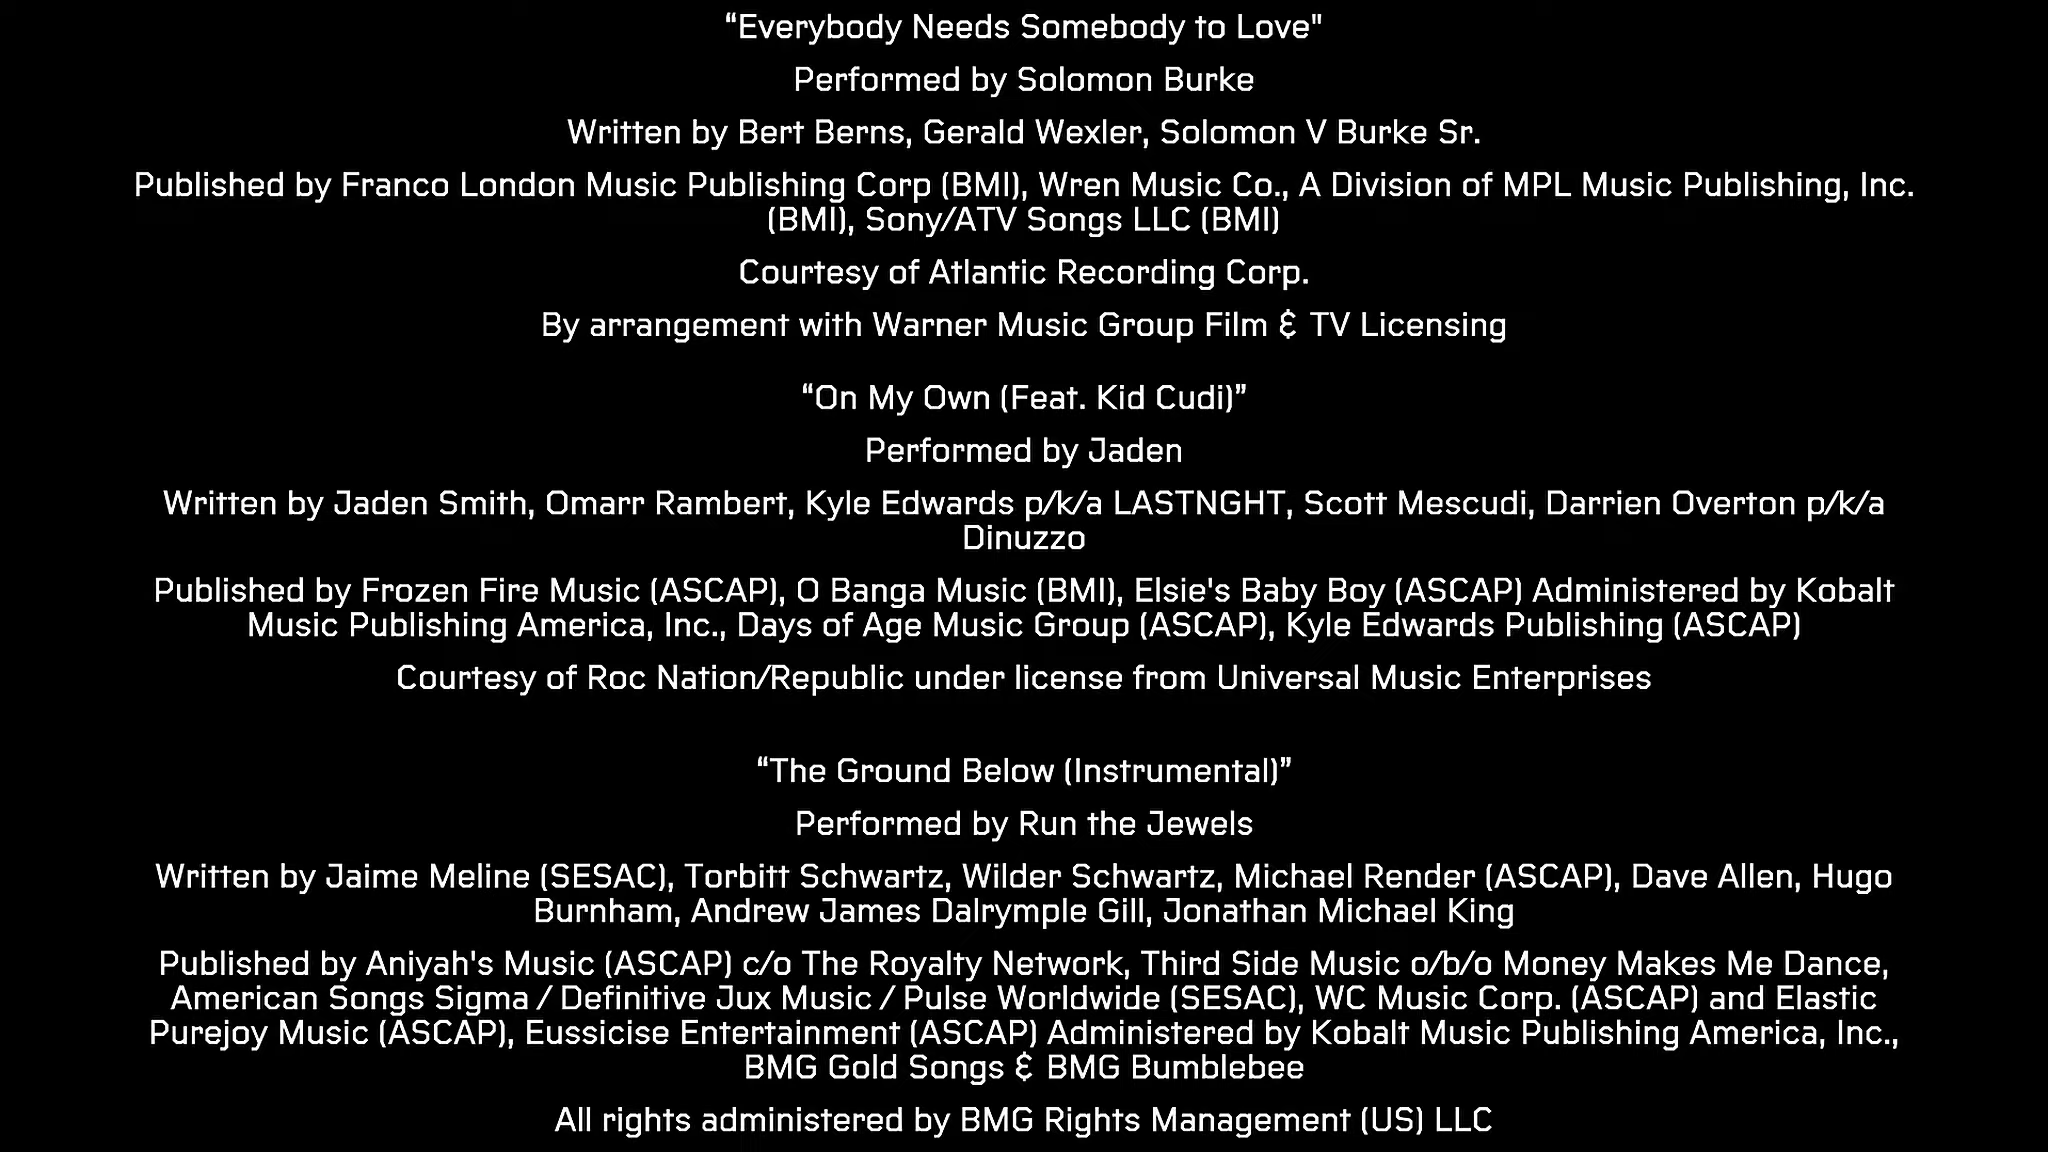 “Everybody Needs Somebody to Love"
Performed by Solomon Burke
Written by Bert Berns, Gerald Wexler, Solomon V Burke Sr.
Published by Franco London Music Publishing Corp (BMI), Wren Music Co., A Division of MPL Music Publishing, Inc.
(BMI), Sony/ATV Songs LLC (BMI)
Courtesy of Atlantic Recording Corp.
By arrangement with Warner Music Group Film & TV Licensing
“On My Own (Feat. Kid Cudi)”
Performed by Jaden
Written by Jaden Smith, Omarr Rambert, Kyle Edwards p/k/a LASTNGHT, Scott Mescudi, Darrien Overton p/k/a
Dinuzzo
Published by Frozen Fire Music (ASCAP), O Banga Music (BMI), Elsie's Baby Boy (ASCAP) Administered by Kobalt
Music Publishing America, Inc., Days of Age Music Group (ASCAP), Kyle Edwards Publishing (ASCAP)
Courtesy of Roc Nation/Republic under license from Universal Music Enterprises
“The Ground Below (Instrumental)”
Performed by Run the Jewels
Written by Jaime Meline (SESAC), Torbitt Schwartz, Wilder Schwartz, Michael Render (ASCAP), Dave Allen, Hugo
Burnham, Andrew James Dalrymple Gill, Jonathan Michael King
Published by Aniyah's Music (ASCAP) c/o The Royalty Network, Third Side Music o/b/o Money Makes Me Dance,
American Songs Sigma / Definitive Jux Music / Pulse Worldwide (SESAC), WC Music Corp. (ASCAP) and Elastic
Purejoy Music (ASCAP), Eussicise Entertainment (ASCAP) Administered by Kobalt Music Publishing America, Inc.,
BMG Gold Songs & BMG Bumblebee
All rights administered by BMG Rights Management (US) LLC